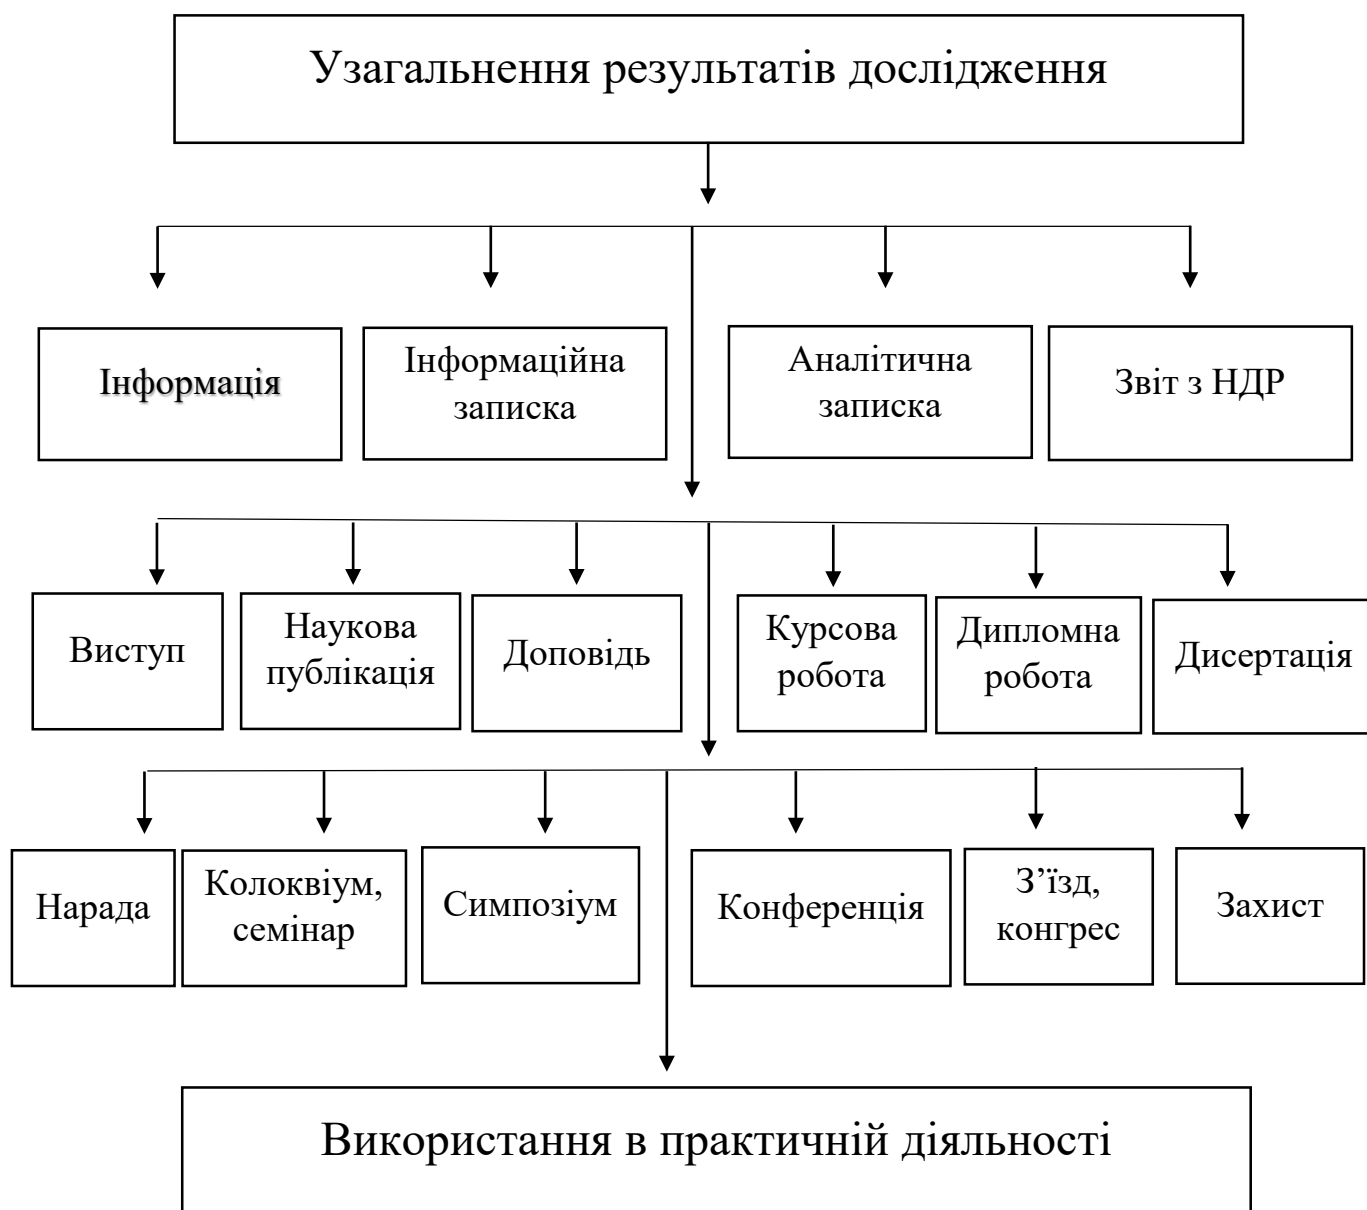 Узагальнення результатів дослідження
Інформація
Інформаційна
записка
Аналітична
записка
Звіт з НДР
Виступ
Наукова
публікація
Доповідь
Курсова
робота
Дипломна
робота
Дисертація
Нарада
Колоквіум,
семінар
Симпозіум
Конференція
З’їзд,
конгрес
Захист
Використання в практичній діяльності